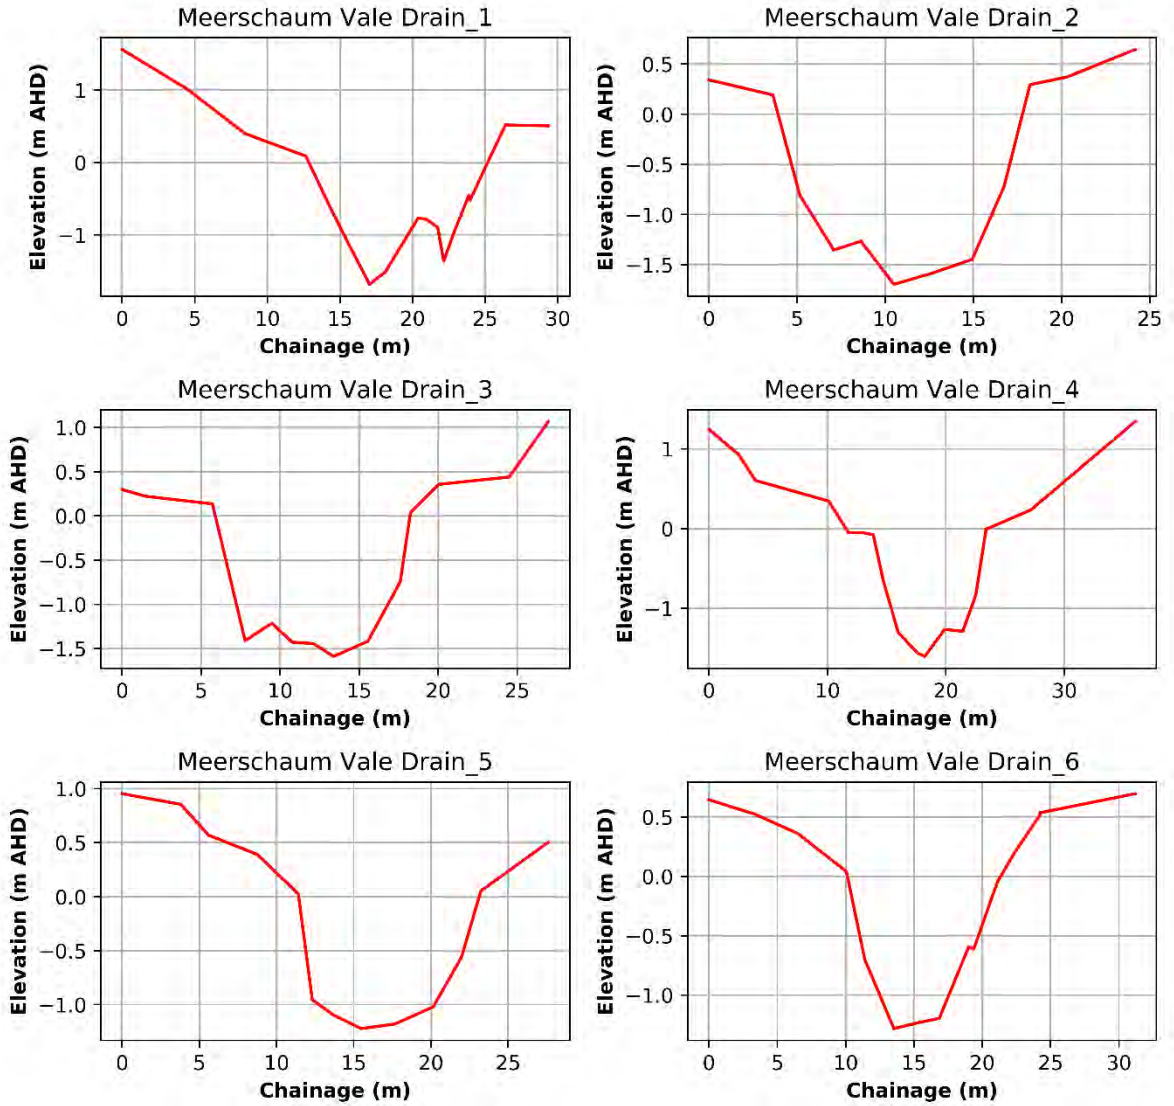 Meerschaum Vale Drain_1
Elevation (m AHD)
1
0
−1
0 5 10 15 20 25 30
Chainage (m)
Meerschaum Vale Drain_2
Elevation (m AHD)
0.5
0.0
−0.5
−1.0
−1.5
0 5 10 15 20 25
Chainage (m)
Meerschaum Vale Drain_3
Elevation (m AHD)
1.0
0.5
0.0
−0.5
−1.0
−1.5
0 5 10 15 20 25
Chainage (m)
Meerschaum Vale Drain_4
Elevation (m AHD)
1
0
−1
0 10 20 30
Chainage (m)
Meerschaum Vale Drain_5
Elevation (m AHD)
1.0
0.5
0.0
−0.5
−1.0
0 5 10 15 20 25
Chainage (m)
Meerschaum Vale Drain_6
Elevation (m AHD)
0.5
0.0
−0.5
−1.0
0 5 10 15 20 25 30
Chainage (m)